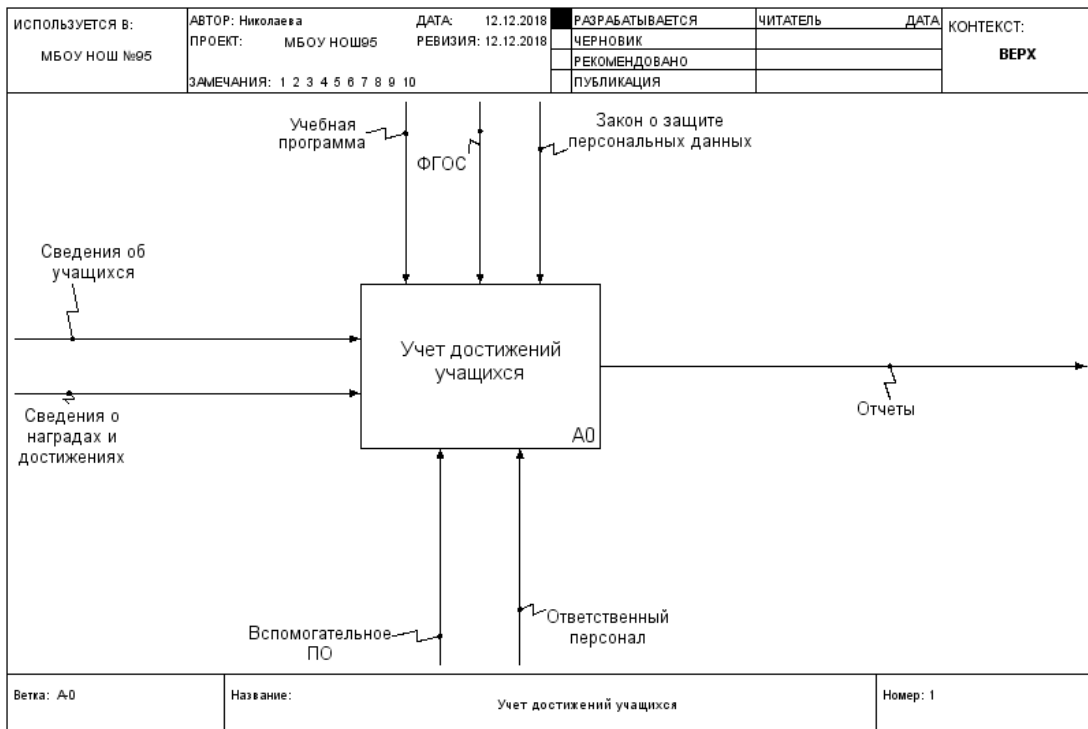 ИСПОЛЬЗУЕТСЯ В:
МБОУ НОШ №95
АВТОР: Николаева
ДАТА: 12.12.2018
ПРОЕКТ: МБОУ НОШ95
РЕВИЗИЯ: 12.12.2018
ЗАМЕЧАНИЯ: 1 2 3 4 5 6 7 8 9 10
РАЗРАБАТЫВАЕТСЯ
ЧЕРНОВИК
РЕКОМЕНДОВАНО
ПУБЛИКАЦИЯ
ЧИТАТЕЛЬ
ДАТА
КОНТЕКСТ:
ВЕРХ
Учебная
программа
ФГОС
Закон о защите
персональных данных
Сведения об
учащихся
Учет достижений
учащихся
A0
Сведения о
наградах и
достижениях
Отчеты
Вспомогательное
ПО
Ответственный
персонал
Ветка: A-0
Название:
Учет достижений учащихся
Номер: 1